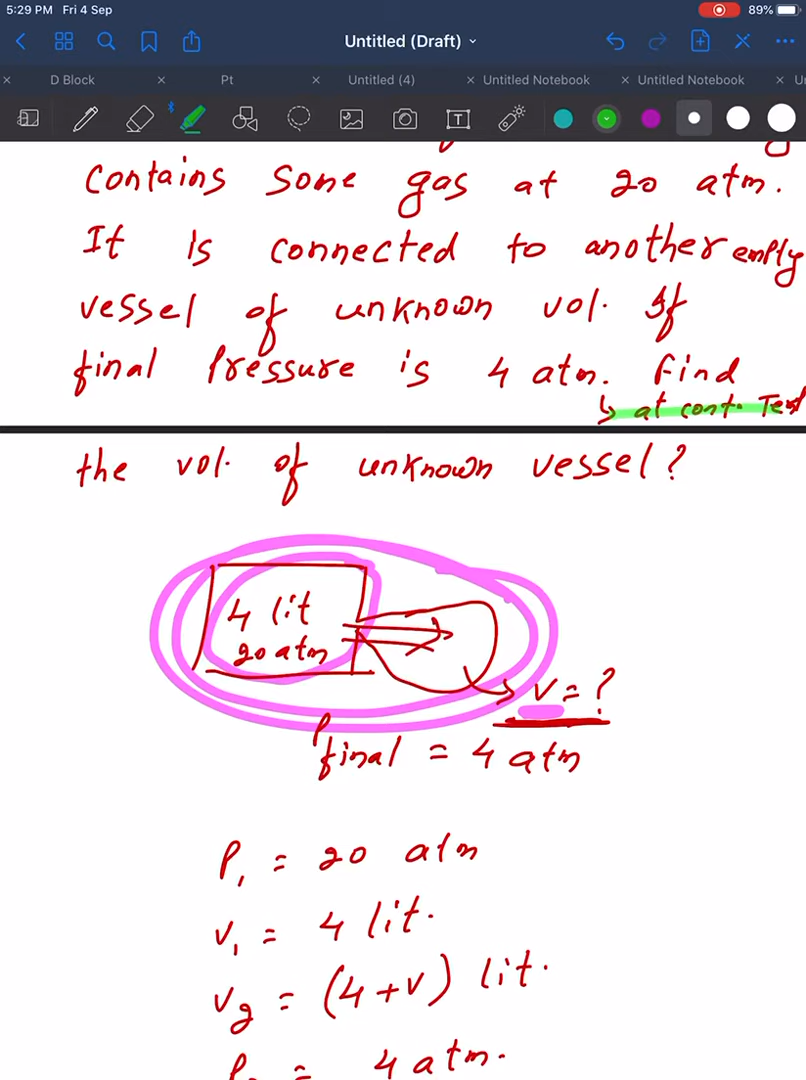 5:29 PM Fri 4 Sep 89%
Untitled (Draft)
D Block Pt Untitled (4) Untitled Notebook Untitled Notebook
contains some gas at 20 atm.
It is connected to another empty
vessel of unknown vol. If
final Pressure is 4 atm. Find
↳ at cont. Temp
the vol. of unknown vessel?
4 lit
20 atm
v = ?
Pfinal = 4 atm
P1 = 20 atm
V1 = 4 lit.
V2 = (4+V) lit.
P2 = 4 atm.